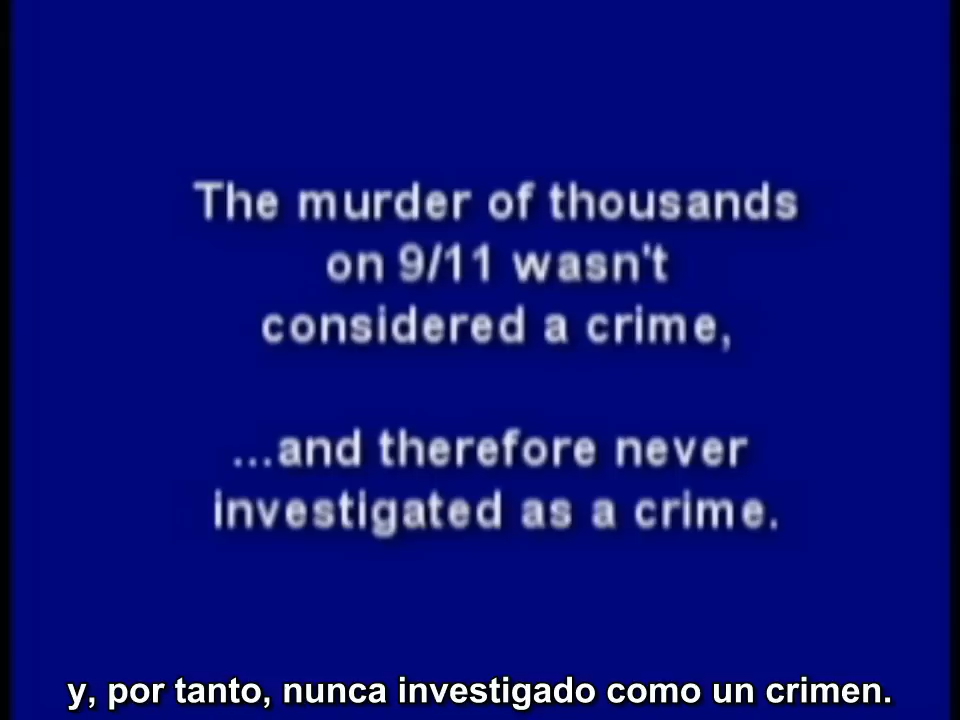 The murder of thousands
on 9/11 wasn't
considered a crime,
...and therefore never
investigated as a crime.
y, por tanto, nunca investigado como un crimen.